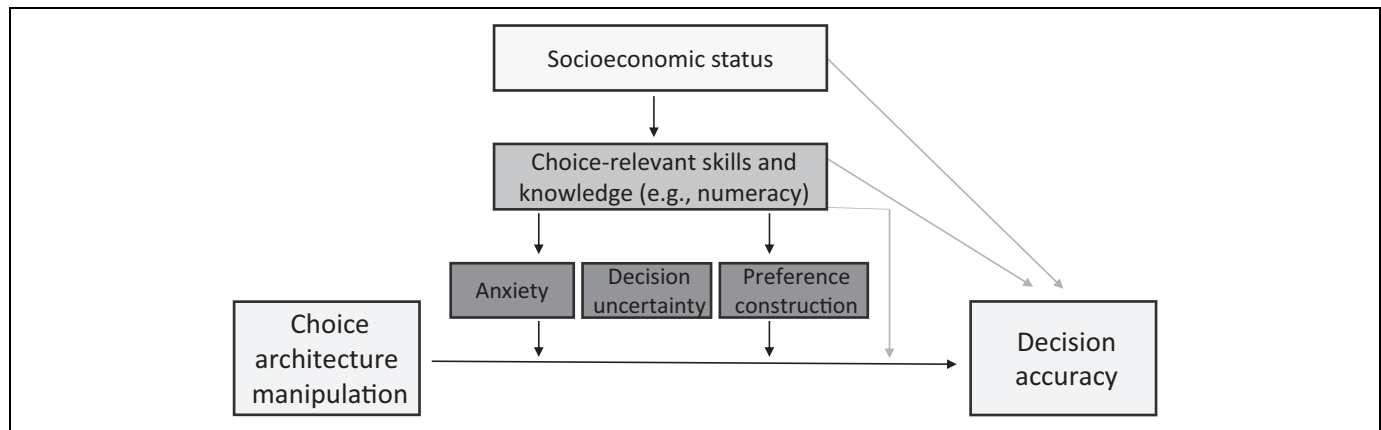 Socioeconomic status
Choice-relevant skills and
knowledge (e.g., numeracy)
Anxiety
Decision
uncertainty
Preference
construction
Choice
architecture
manipulation
Decision
accuracy